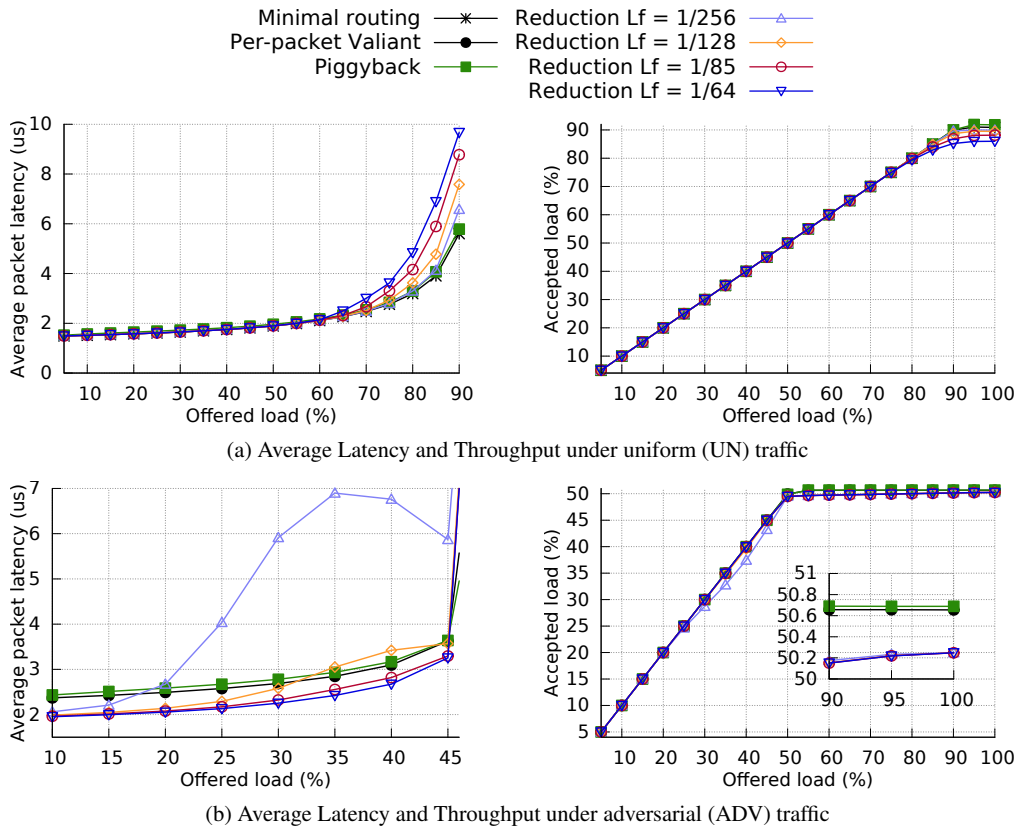 Minimal routing
Per-packet Valiant
Piggyback
Reduction Lf = 1/256
Reduction Lf = 1/128
Reduction Lf = 1/85
Reduction Lf = 1/64
Average packet latency (us)
10
8
6
4
2
0
10 20 30 40 50 60 70 80 90
Offered load (%)
Accepted load (%)
90
80
70
60
50
40
30
20
10
10 20 30 40 50 60 70 80 90 100
Offered load (%)
(a) Average Latency and Throughput under uniform (UN) traffic
Average packet latency (us)
7
6
5
4
3
2
10 15 20 25 30 35 40 45
Offered load (%)
Accepted load (%)
50
45
40
35
30
25
20
15
10
5
10 20 30 40 50 60 70 80 90 100
Offered load (%)
51
50.8
50.6
50.4
50.2
50
90 95 100
(b) Average Latency and Throughput under adversarial (ADV) traffic